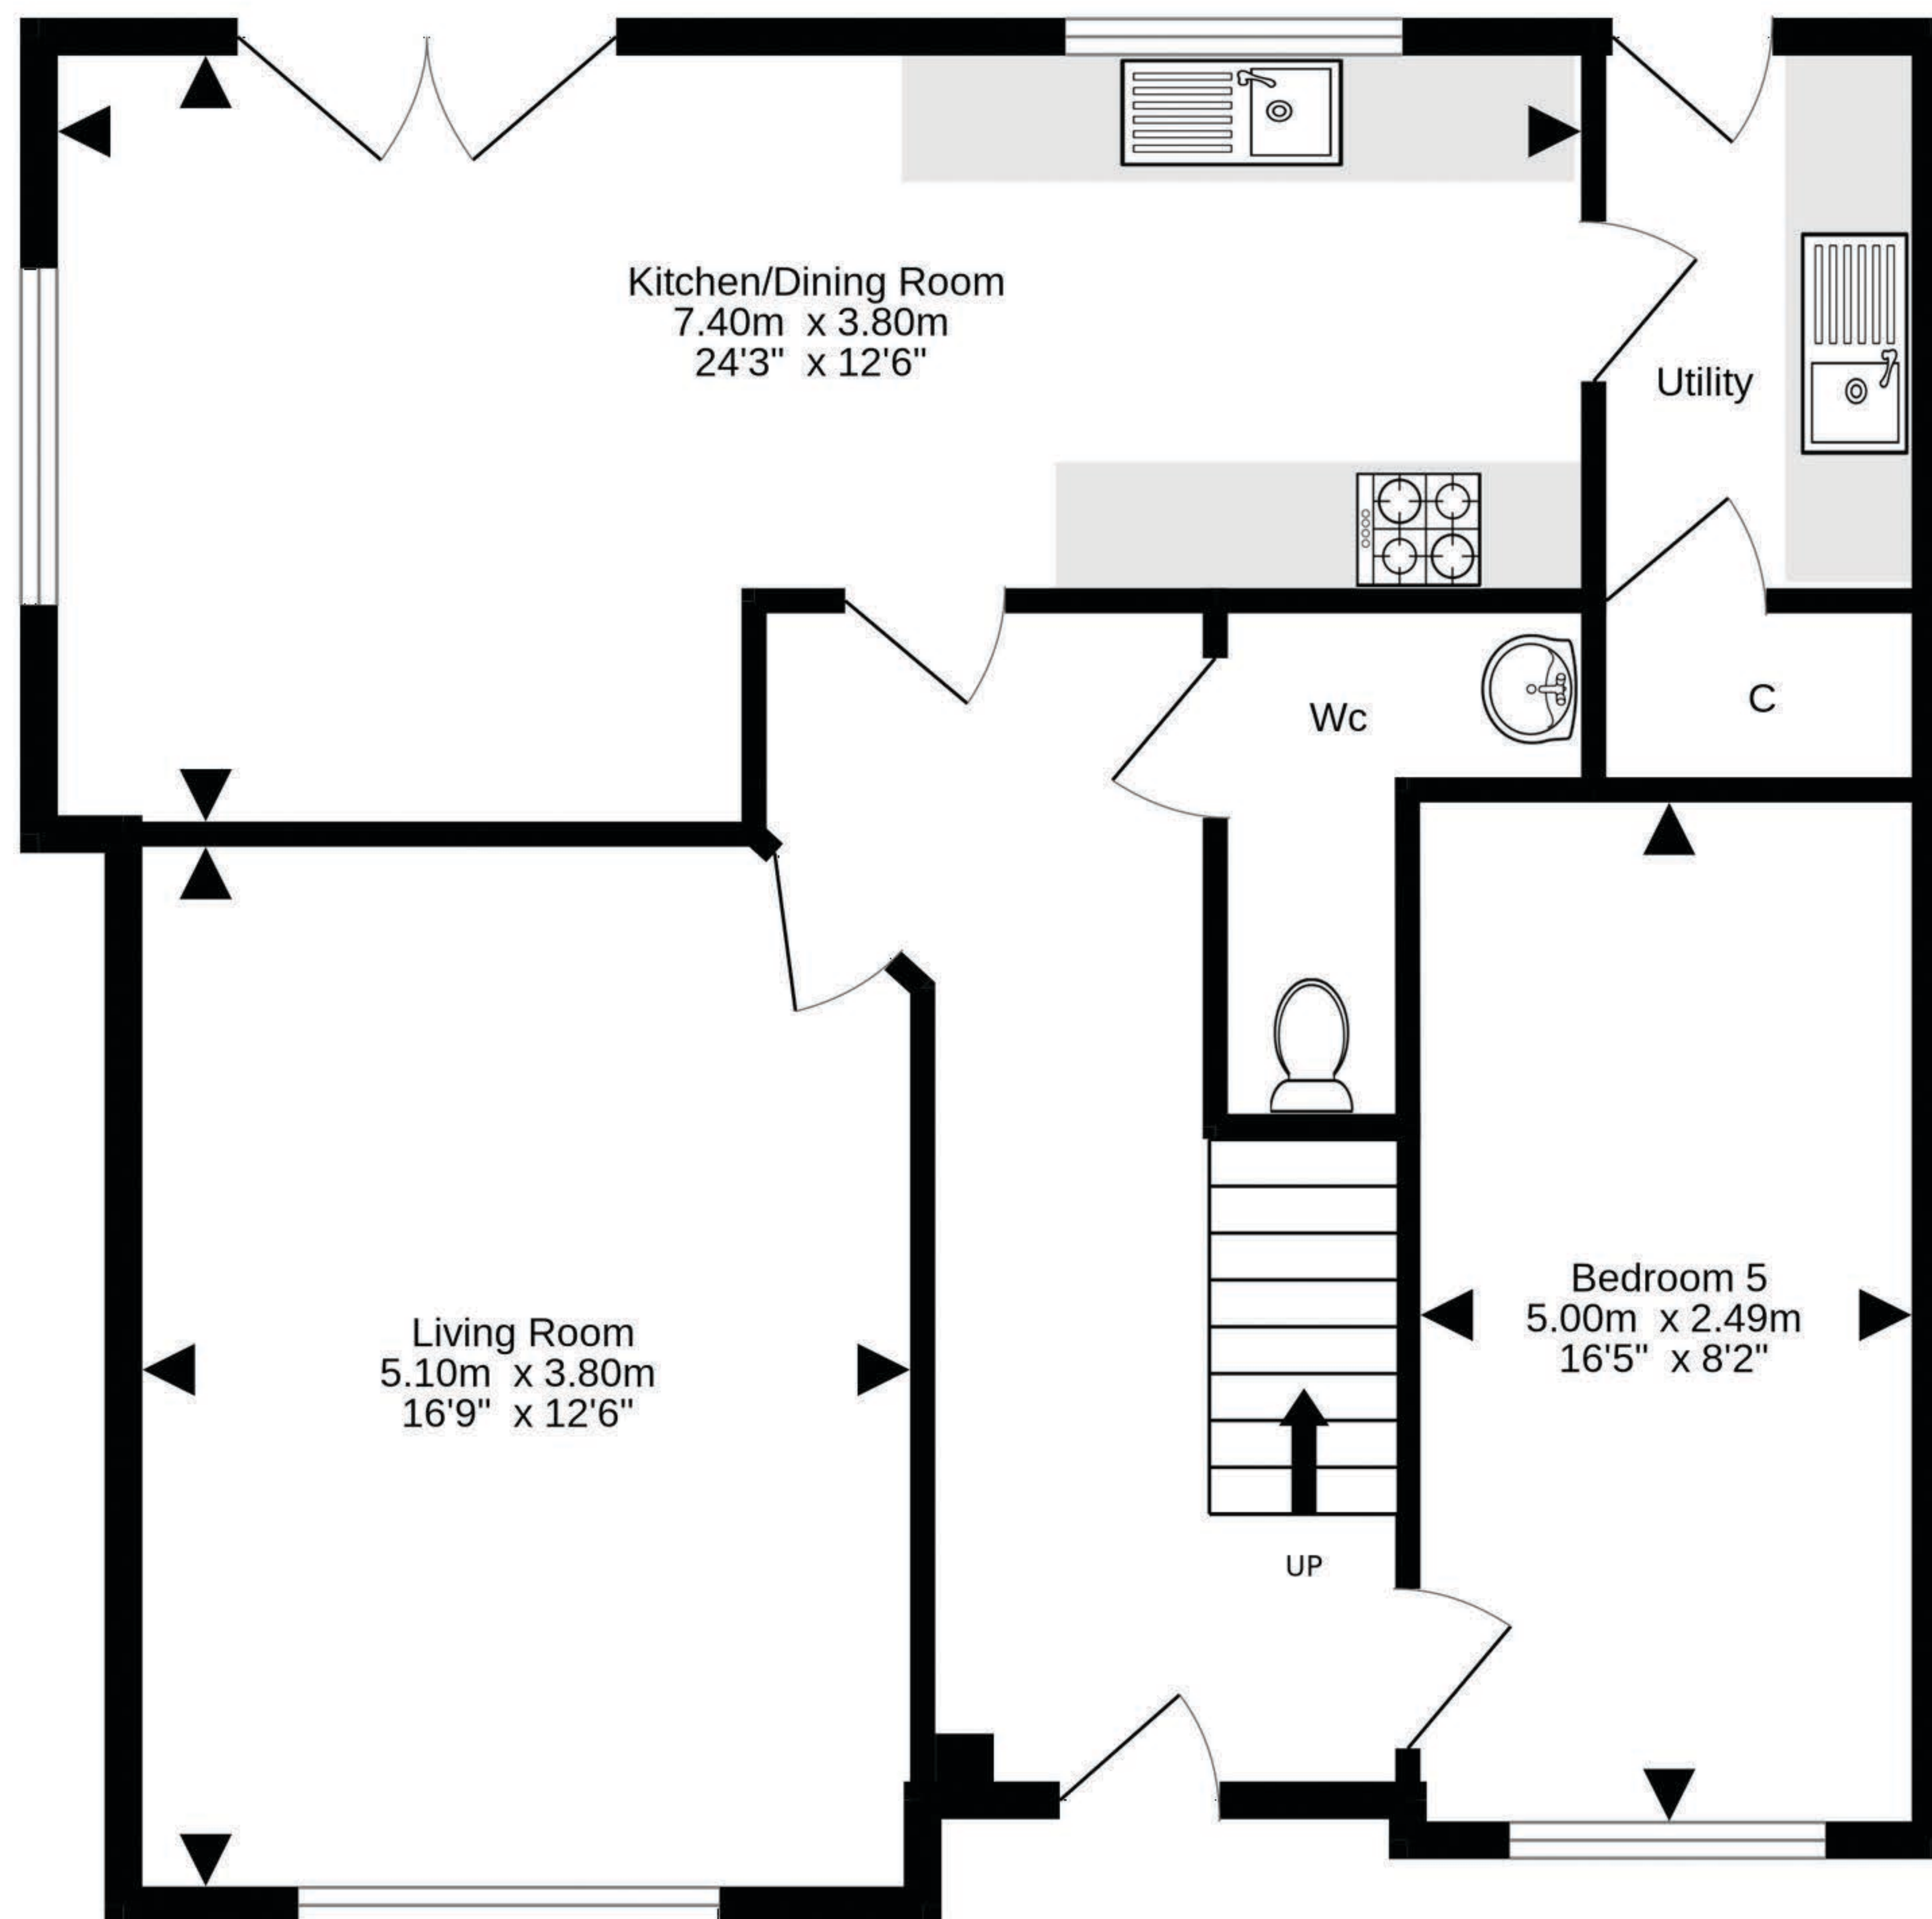 Kitchen/Dining Room
7.40m x 3.80m
24'3" x 12'6"
Utility
Wc
C
Bedroom 5
5.00m x 2.49m
16'5" x 8'2"
Living Room
5.10m x 3.80m
16'9" x 12'6"
UP